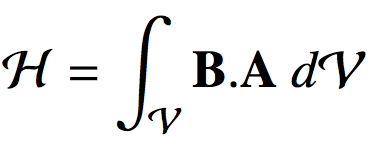 ℋ = ∫_𝒱 𝐁.𝐀 d𝒱